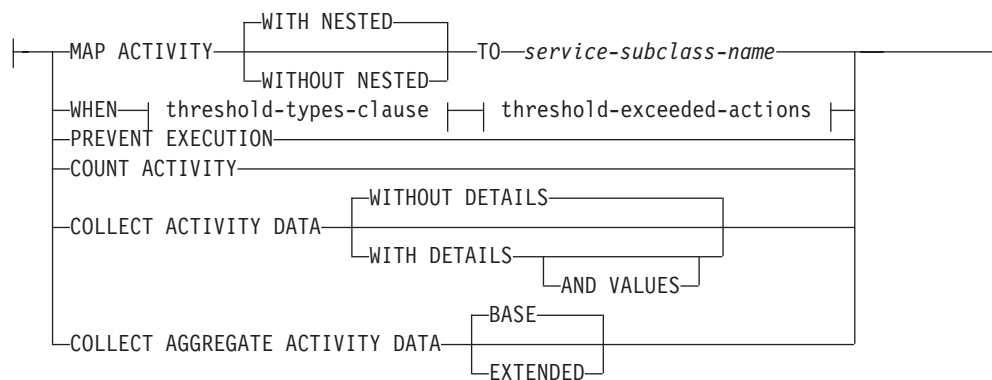 WITH NESTED
MAP ACTIVITY TO service-subclass-name
WITHOUT NESTED
WHEN threshold-types-clause threshold-exceeded-actions
PREVENT EXECUTION
COUNT ACTIVITY
WITHOUT DETAILS
COLLECT ACTIVITY DATA
WITH DETAILS
AND VALUES
BASE
COLLECT AGGREGATE ACTIVITY DATA
EXTENDED